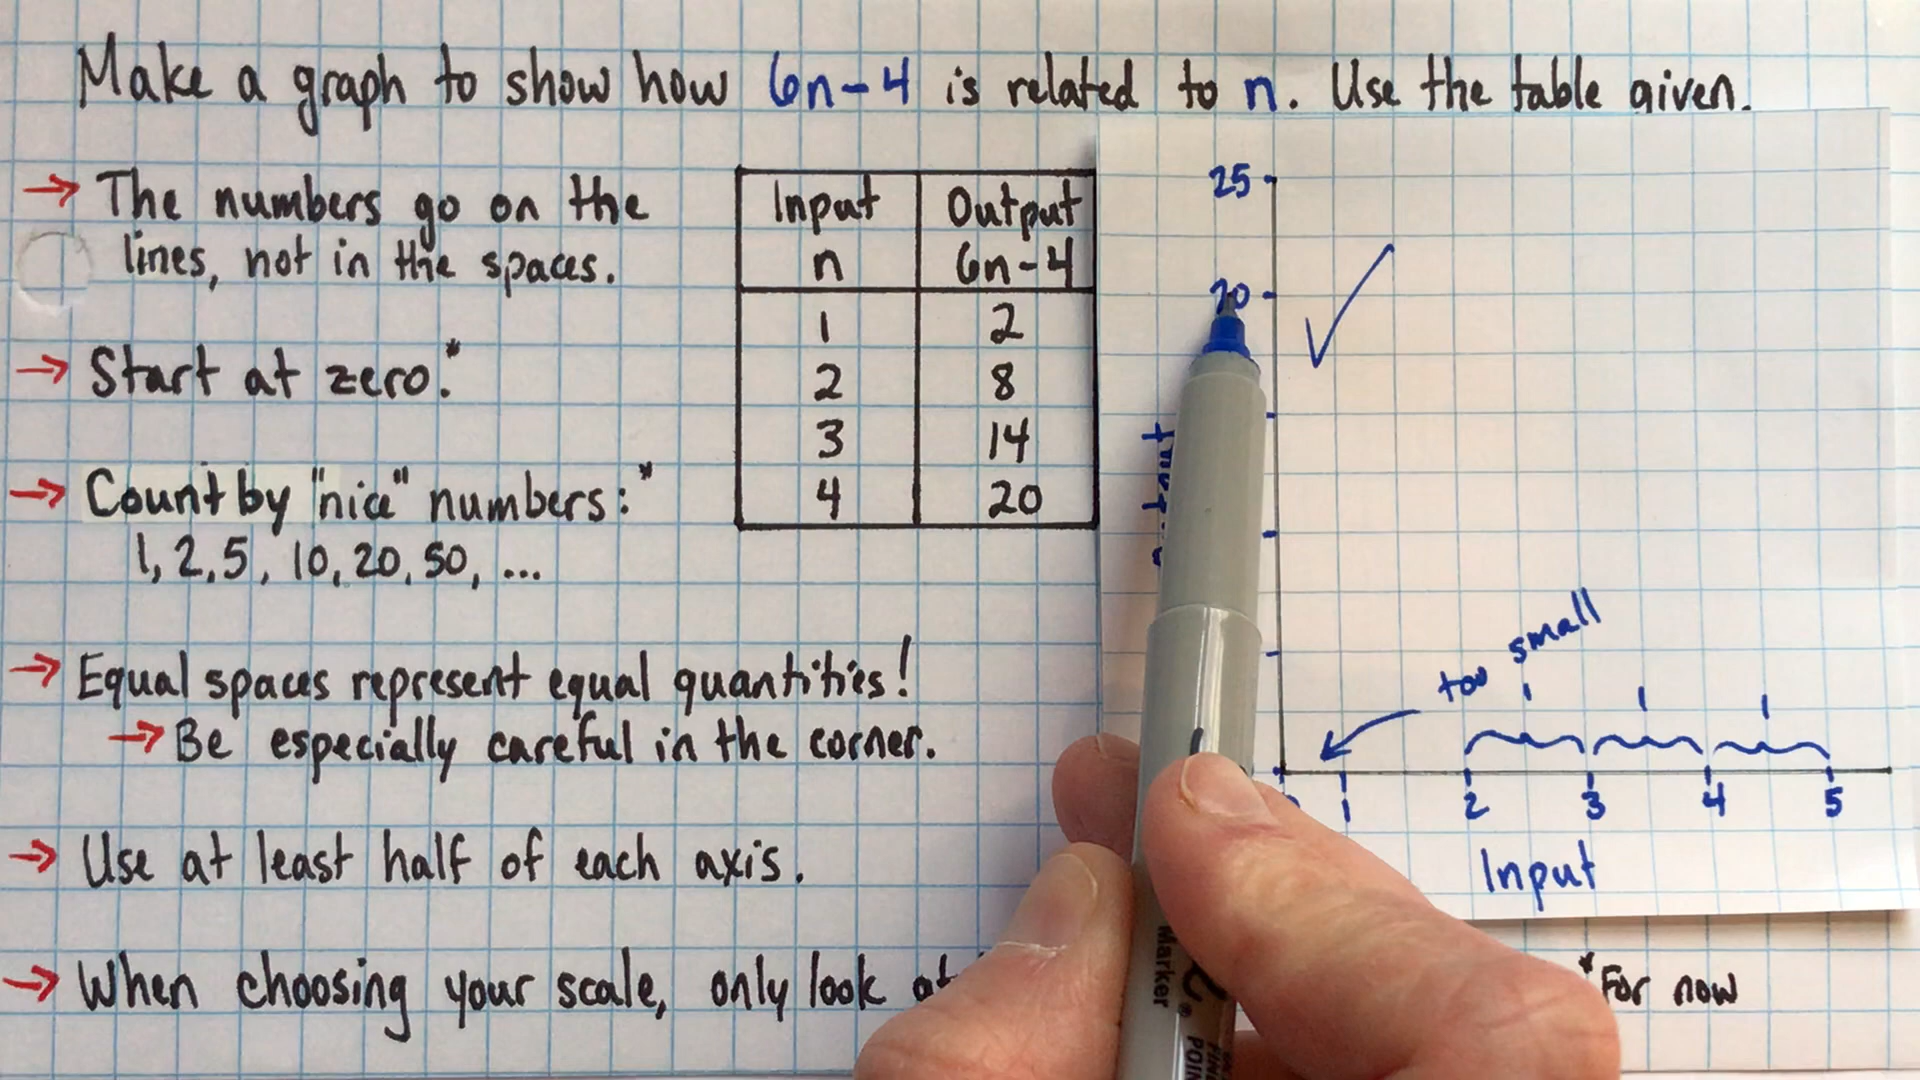 Make a graph to show how 6n-4 is related to n. Use the table given.
→ The numbers go on the
lines, not in the spaces.
→ Start at zero.*
→ Count by "nice" numbers:*
1, 2, 5, 10, 20, 50, ...
→ Equal spaces represent equal quantities!
→ Be especially careful in the corner.
→ Use at least half of each axis.
→ When choosing your scale, only look at
*For now
Input Output
n 6n-4
1 2
2 8
3 14
4 20
25
20
too small
1 1 1
1 2 3 4 5
Input
Marker